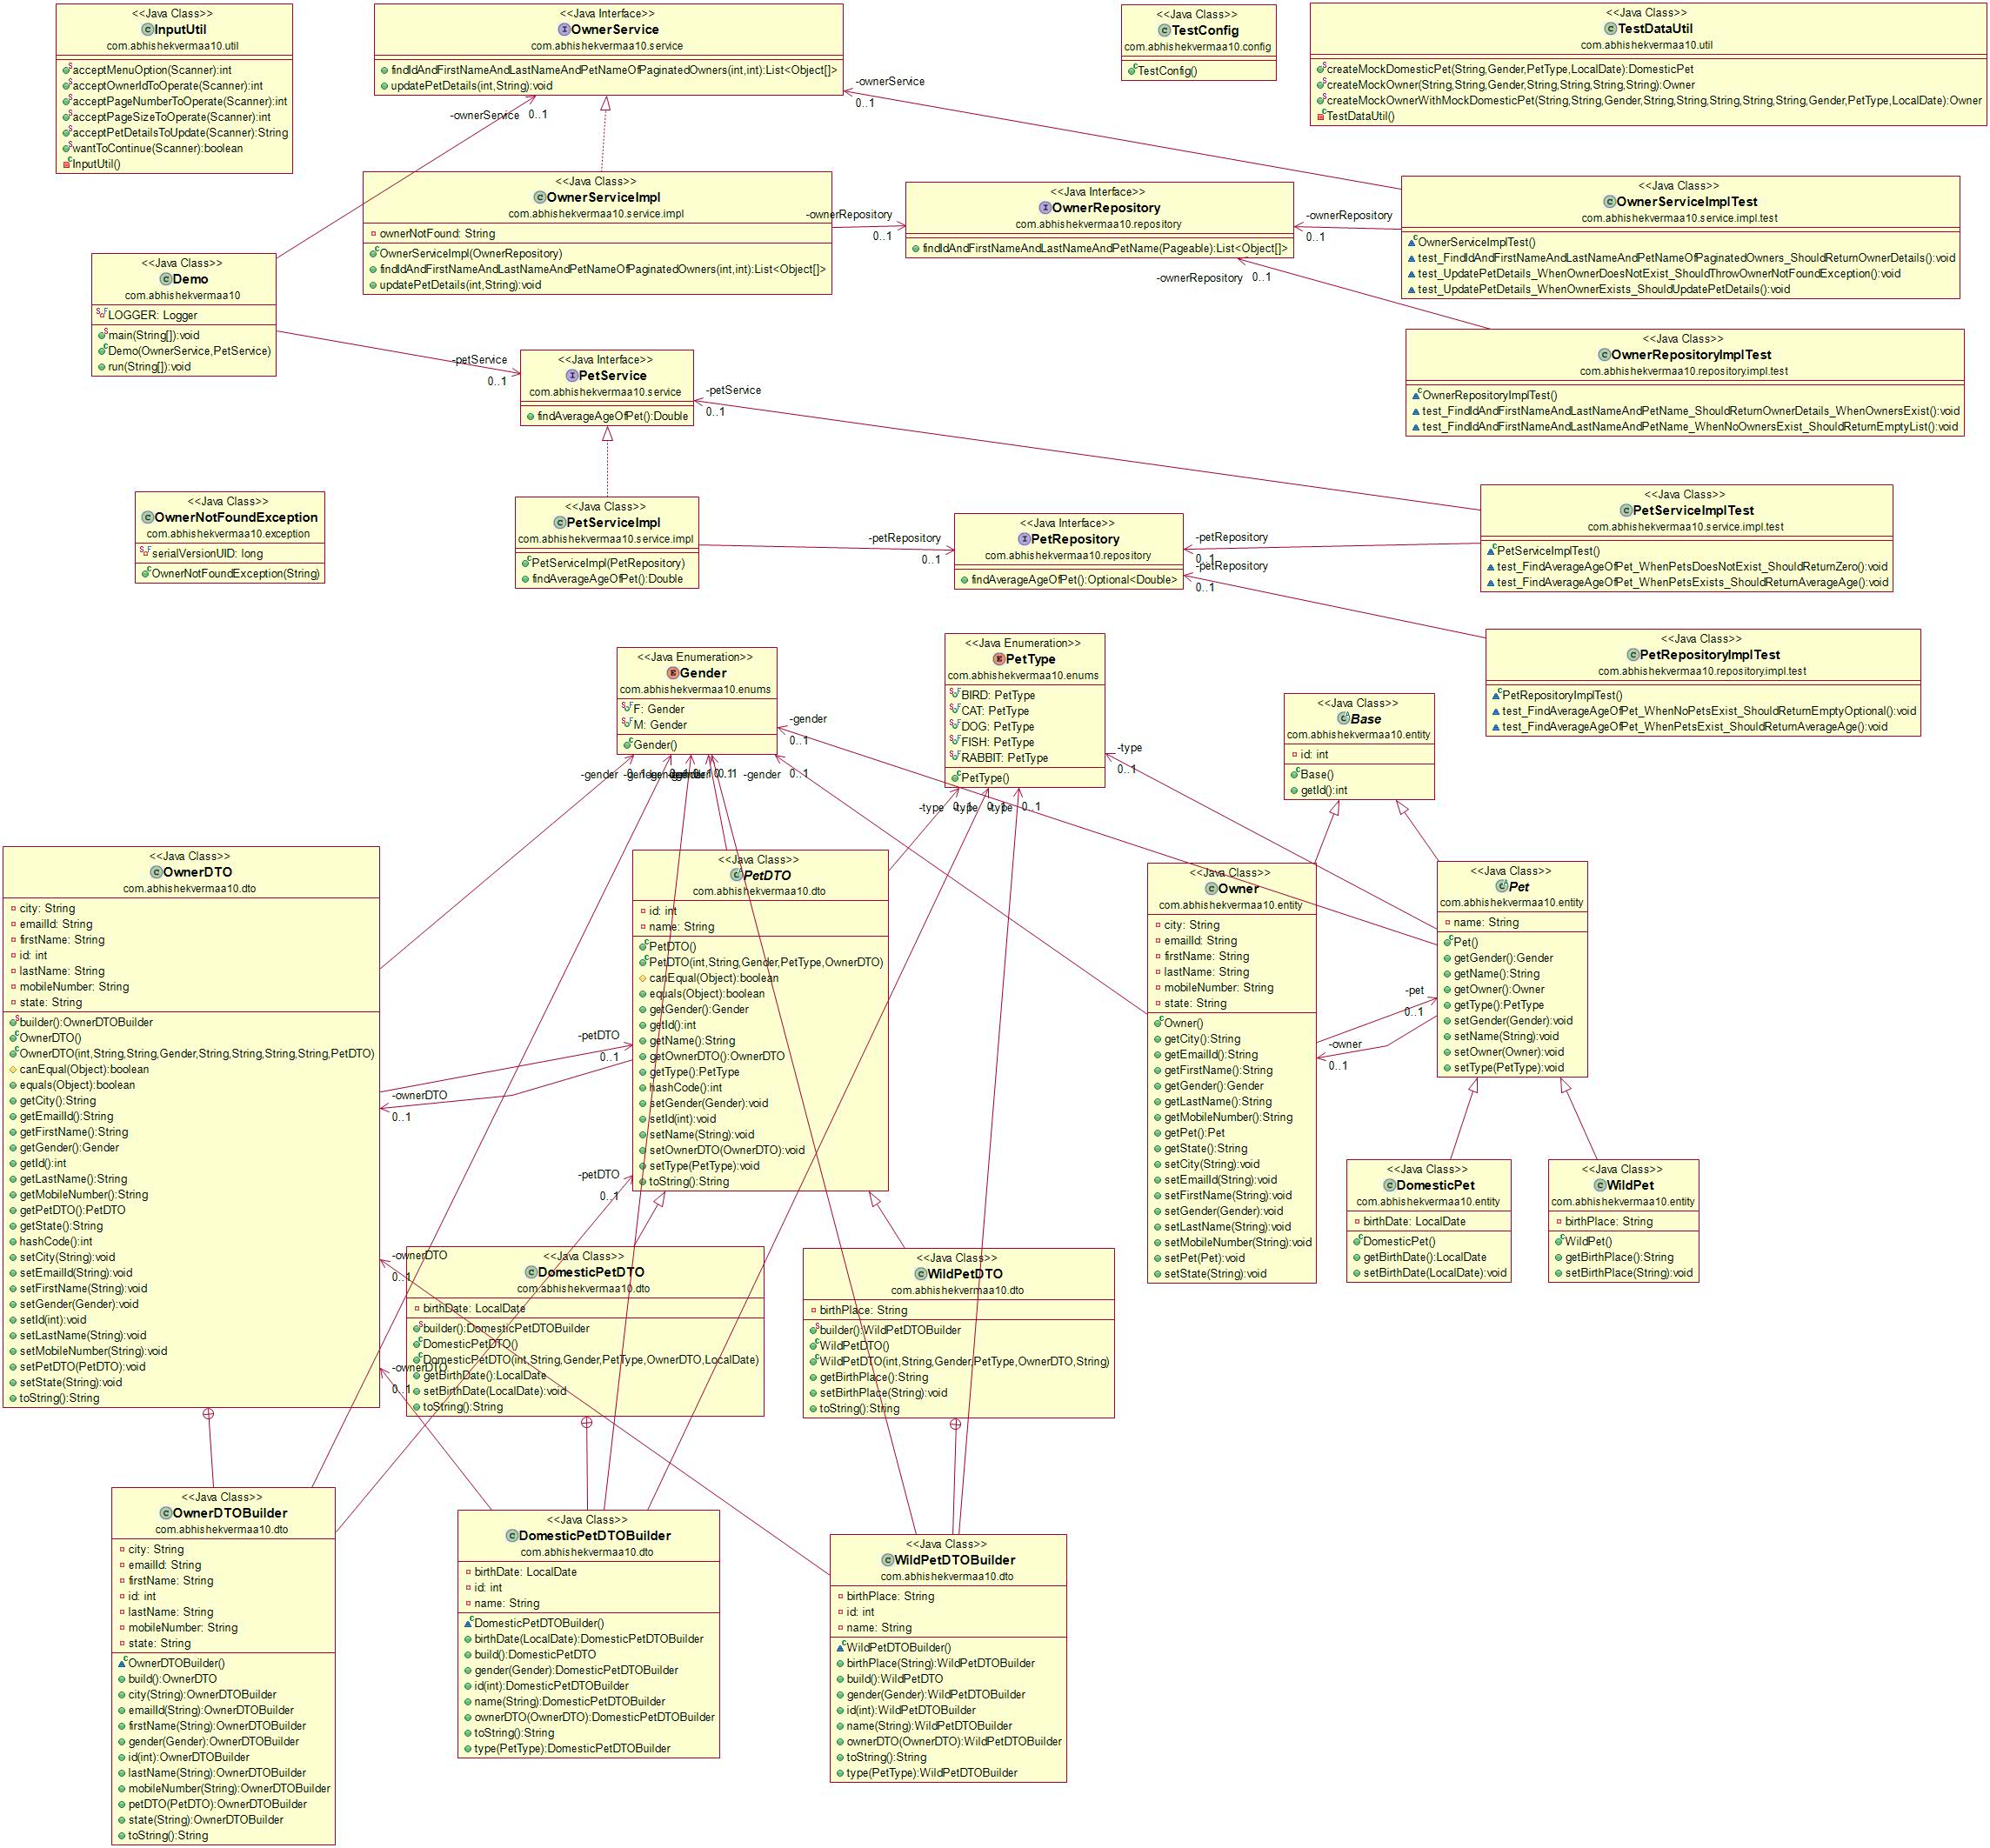 <<Java Class>>
InputUtil
com.abhishekvermaa10.util
acceptMenuOption(Scanner):int
acceptOwnerIdToOperate(Scanner):int
acceptPageNumberToOperate(Scanner):int
acceptPageSizeToOperate(Scanner):int
acceptPetDetailsToUpdate(Scanner):String
wantToContinue(Scanner):boolean
InputUtil()
<<Java Interface>>
OwnerService
com.abhishekvermaa10.service
findIdAndFirstNameAndLastNameAndPetNameOfPaginatedOwners(int,int):List<Object[]>
updatePetDetails(int,String):void
<<Java Class>>
TestConfig
com.abhishekvermaa10.config
TestConfig()
<<Java Class>>
TestDataUtil
com.abhishekvermaa10.util
createMockDomesticPet(String,Gender,PetType,LocalDate):DomesticPet
createMockOwner(String,String,Gender,String,String,String,String):Owner
createMockOwnerWithMockDomesticPet(String,String,Gender,String,String,String,String,String,Gender,PetType,LocalDate):Owner
TestDataUtil()
-ownerService
0..1
-ownerService
0..1
<<Java Class>>
OwnerServiceImpl
com.abhishekvermaa10.service.impl
ownerNotFound: String
OwnerServiceImpl(OwnerRepository)
findIdAndFirstNameAndLastNameAndPetNameOfPaginatedOwners(int,int):List<Object[]>
updatePetDetails(int,String):void
-ownerRepository
0..1
<<Java Interface>>
OwnerRepository
com.abhishekvermaa10.repository
findIdAndFirstNameAndLastNameAndPetName(Pageable):List<Object[]>
-ownerRepository
0..1
-ownerRepository
0..1
<<Java Class>>
OwnerServiceImplTest
com.abhishekvermaa10.service.impl.test
OwnerServiceImplTest()
test_FindIdAndFirstNameAndLastNameAndPetNameOfPaginatedOwners_ShouldReturnOwnerDetails():void
test_UpdatePetDetails_WhenOwnerDoesNotExist_ShouldThrowOwnerNotFoundException():void
test_UpdatePetDetails_WhenOwnerExists_ShouldUpdatePetDetails():void
<<Java Class>>
Demo
com.abhishekvermaa10
LOGGER: Logger
main(String[]):void
Demo(OwnerService,PetService)
run(String[]):void
<<Java Class>>
OwnerRepositoryImplTest
com.abhishekvermaa10.repository.impl.test
OwnerRepositoryImplTest()
test_FindIdAndFirstNameAndLastNameAndPetName_ShouldReturnOwnerDetails_WhenOwnersExist():void
test_FindIdAndFirstNameAndLastNameAndPetName_WhenNoOwnersExist_ShouldReturnEmptyList():void
-petService
0..1
<<Java Interface>>
PetService
com.abhishekvermaa10.service
findAverageAgeOfPet():Double
-petService
0..1
<<Java Class>>
OwnerNotFoundException
com.abhishekvermaa10.exception
serialVersionUID: long
OwnerNotFoundException(String)
<<Java Class>>
PetServiceImpl
com.abhishekvermaa10.service.impl
PetServiceImpl(PetRepository)
findAverageAgeOfPet():Double
-petRepository
0..1
<<Java Interface>>
PetRepository
com.abhishekvermaa10.repository
findAverageAgeOfPet():Optional<Double>
-petRepository
0..1
-petRepository
0..1
<<Java Class>>
PetServiceImplTest
com.abhishekvermaa10.service.impl.test
PetServiceImplTest()
test_FindAverageAgeOfPet_WhenPetsDoesNotExist_ShouldReturnZero():void
test_FindAverageAgeOfPet_WhenPetsExists_ShouldReturnAverageAge():void
<<Java Class>>
PetRepositoryImplTest
com.abhishekvermaa10.repository.impl.test
PetRepositoryImplTest()
test_FindAverageAgeOfPet_WhenNoPetsExist_ShouldReturnEmptyOptional():void
test_FindAverageAgeOfPet_WhenPetsExist_ShouldReturnAverageAge():void
<<Java Enumeration>>
Gender
com.abhishekvermaa10.enums
F: Gender
M: Gender
Gender()
-gender
0..1
-gender
-gender
0..1
<<Java Enumeration>>
PetType
com.abhishekvermaa10.enums
BIRD: PetType
CAT: PetType
DOG: PetType
FISH: PetType
RABBIT: PetType
PetType()
-type
0..1
-type
0..1
-type
0..1
-type
0..1
<<Java Class>>
Base
com.abhishekvermaa10.entity
id: int
Base()
getId():int
<<Java Class>>
OwnerDTO
com.abhishekvermaa10.dto
city: String
emailId: String
firstName: String
id: int
lastName: String
mobileNumber: String
state: String
builder():OwnerDTOBuilder
OwnerDTO()
OwnerDTO(int,String,String,Gender,String,String,String,String,PetDTO)
canEqual(Object):boolean
equals(Object):boolean
getCity():String
getEmailId():String
getFirstName():String
getGender():Gender
getId():int
getLastName():String
getMobileNumber():String
getPetDTO():PetDTO
getState():String
hashCode():int
setCity(String):void
setEmailId(String):void
setFirstName(String):void
setGender(Gender):void
setId(int):void
setLastName(String):void
setMobileNumber(String):void
setPetDTO(PetDTO):void
setState(String):void
toString():String
-petDTO
0..1
-ownerDTO
0..1
-petDTO
0..1
-ownerDTO
0..1
-ownerDTO
0..1
<<Java Class>>
PetDTO
com.abhishekvermaa10.dto
id: int
name: String
PetDTO()
PetDTO(int,String,Gender,PetType,OwnerDTO)
canEqual(Object):boolean
equals(Object):boolean
getGender():Gender
getId():int
getName():String
getOwnerDTO():OwnerDTO
getType():PetType
hashCode():int
setGender(Gender):void
setId(int):void
setName(String):void
setOwnerDTO(OwnerDTO):void
setType(PetType):void
toString():String
<<Java Class>>
Owner
com.abhishekvermaa10.entity
city: String
emailId: String
firstName: String
lastName: String
mobileNumber: String
state: String
Owner()
getCity():String
getEmailId():String
getFirstName():String
getGender():Gender
getLastName():String
getMobileNumber():String
getPet():Pet
getState():String
setCity(String):void
setEmailId(String):void
setFirstName(String):void
setGender(Gender):void
setLastName(String):void
setMobileNumber(String):void
setPet(Pet):void
setState(String):void
-pet
0..1
-owner
0..1
<<Java Class>>
Pet
com.abhishekvermaa10.entity
name: String
Pet()
getGender():Gender
getName():String
getOwner():Owner
getType():PetType
setGender(Gender):void
setName(String):void
setOwner(Owner):void
setType(PetType):void
<<Java Class>>
DomesticPet
com.abhishekvermaa10.entity
birthDate: LocalDate
DomesticPet()
getBirthDate():LocalDate
setBirthDate(LocalDate):void
<<Java Class>>
WildPet
com.abhishekvermaa10.entity
birthPlace: String
WildPet()
getBirthPlace():String
setBirthPlace(String):void
<<Java Class>>
DomesticPetDTO
com.abhishekvermaa10.dto
birthDate: LocalDate
builder():DomesticPetDTOBuilder
DomesticPetDTO()
DomesticPetDTO(int,String,Gender,PetType,OwnerDTO,LocalDate)
getBirthDate():LocalDate
setBirthDate(LocalDate):void
toString():String
<<Java Class>>
WildPetDTO
com.abhishekvermaa10.dto
birthPlace: String
builder():WildPetDTOBuilder
WildPetDTO()
WildPetDTO(int,String,Gender,PetType,OwnerDTO,String)
getBirthPlace():String
setBirthPlace(String):void
toString():String
<<Java Class>>
OwnerDTOBuilder
com.abhishekvermaa10.dto
city: String
emailId: String
firstName: String
id: int
lastName: String
mobileNumber: String
state: String
OwnerDTOBuilder()
build():OwnerDTO
city(String):OwnerDTOBuilder
emailId(String):OwnerDTOBuilder
firstName(String):OwnerDTOBuilder
gender(Gender):OwnerDTOBuilder
id(int):OwnerDTOBuilder
lastName(String):OwnerDTOBuilder
mobileNumber(String):OwnerDTOBuilder
petDTO(PetDTO):OwnerDTOBuilder
state(String):OwnerDTOBuilder
toString():String
<<Java Class>>
DomesticPetDTOBuilder
com.abhishekvermaa10.dto
birthDate: LocalDate
id: int
name: String
DomesticPetDTOBuilder()
birthDate(LocalDate):DomesticPetDTOBuilder
build():DomesticPetDTO
gender(Gender):DomesticPetDTOBuilder
id(int):DomesticPetDTOBuilder
name(String):DomesticPetDTOBuilder
ownerDTO(OwnerDTO):DomesticPetDTOBuilder
toString():String
type(PetType):DomesticPetDTOBuilder
<<Java Class>>
WildPetDTOBuilder
com.abhishekvermaa10.dto
birthPlace: String
id: int
name: String
WildPetDTOBuilder()
birthPlace(String):WildPetDTOBuilder
build():WildPetDTO
gender(Gender):WildPetDTOBuilder
id(int):WildPetDTOBuilder
name(String):WildPetDTOBuilder
ownerDTO(OwnerDTO):WildPetDTOBuilder
toString():String
type(PetType):WildPetDTOBuilder